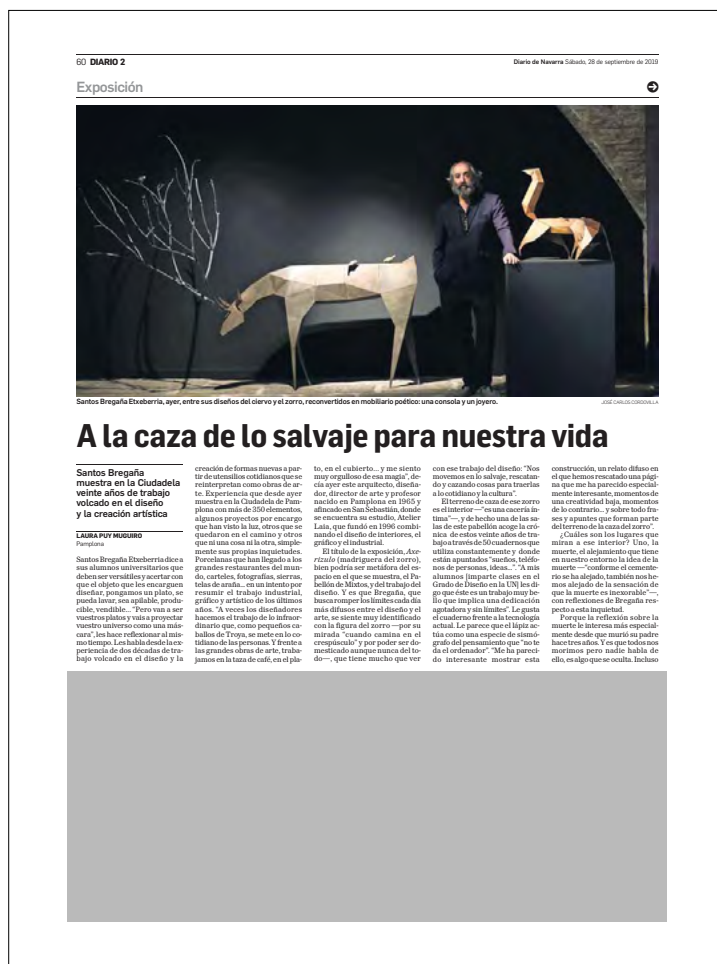 60 DIARIO 2
Diario de Navarra Sábado, 28 de septiembre de 2019
Exposición
Santos Bregaña Etxeberria, ayer, entre sus diseños del ciervo y el zorro, reconvertidos en mobiliario poético: una consola y un joyero.
JOSÉ CARLOS CORDOVILLA
A la caza de lo salvaje para nuestra vida
Santos Bregaña
muestra en la Ciudadela
veinte años de trabajo
volcado en el diseño
y la creación artística
LAURA PUY MUGUIRO
Pamplona
Santos Bregaña Etxeberria dice a
sus alumnos universitarios que
deben ser versátiles y acertar con
que el objeto que les encarguen
diseñar, pongamos un plato, se
pueda lavar, sea apilable, produ-
cible, vendible... “Pero van a ser
vuestros platos y vais a proyectar
vuestro universo como una más-
cara”, les hace reflexionar al mis-
mo tiempo. Les habla desde la ex-
periencia de dos décadas de tra-
bajo volcado en el diseño y la
creación de formas nuevas a par-
tir de utensilios cotidianos que se
reinterpretan como obras de ar-
te. Experiencia que desde ayer
muestra en la Ciudadela de Pam-
plona con más de 350 elementos,
algunos proyectos por encargo
que han visto la luz, otros que se
quedaron en el camino y otros
que ni una cosa ni la otra, simple-
mente sus propias inquietudes.
Porcelanas que han llegado a los
grandes restaurantes del mun-
do, carteles, fotografías, sierras,
telas de araña... en un intento por
resumir el trabajo industrial,
gráfico y artístico de los últimos
años. “A veces los diseñadores
hacemos el trabajo de lo infraor-
dinario que, como pequeños ca-
ballos de Troya, se mete en lo co-
tidiano de las personas. Y frente a
las grandes obras de arte, traba-
jamos en la taza de café, en el pla-
to, en el cubierto... y me siento
muy orgulloso de esa magia”, de-
cía ayer este arquitecto, diseña-
dor, director de arte y profesor
nacido en Pamplona en 1965 y
afincado en San Sebastián, donde
se encuentra su estudio, Atelier
Laia, que fundó en 1996 combi-
nando el diseño de interiores, el
gráfico y el industrial.
El título de la exposición, Axe-
rizulo (madriguera del zorro),
bien podría ser metáfora del es-
pacio en el que se muestra, el Pa-
bellón de Mixtos, y del trabajo del
diseño. Y es que Bregaña, que
busca romper los límites cada día
más difusos entre el diseño y el
arte, se siente muy identificado
con la figura del zorro —por su
mirada “cuando camina en el
crespúsculo” y por poder ser do-
mesticado aunque nunca del to-
do—, que tiene mucho que ver
con ese trabajo del diseño: “Nos
movemos en lo salvaje, rescatan-
do y cazando cosas para traerlas
a lo cotidiano y la cultura”.
El terreno de caza de ese zorro
es el interior —“es una cacería ín-
tima”—, y de hecho una de las sa-
las de este pabellón acoge la cró-
nica de estos veinte años de tra-
bajo a través de 50 cuadernos que
utiliza constantemente y donde
están apuntados “sueños, teléfo-
nos de personas, ideas...”. “A mis
alumnos [imparte clases en el
Grado de Diseño en la UN] les di-
go que éste es un trabajo muy be-
llo que implica una dedicación
agotadora y sin límites”. Le gusta
el cuaderno frente a la tecnología
actual. Le parece que el lápiz ac-
túa como una especie de sismó-
grafo del pensamiento que “no te
da el ordenador”. “Me ha pareci-
do interesante mostrar esta
construcción, un relato difuso en
el que hemos rescatado una pági-
na que me ha parecido especial-
mente interesante, momentos de
una creatividad baja, momentos
de lo contrario... y sobre todo fra-
ses y apuntes que forman parte
del terreno de la caza del zorro”.
¿Cuáles son los lugares que
miran a ese interior? Uno, la
muerte, el alejamiento que tiene
en nuestro entorno la idea de la
muerte —“conforme el cemente-
rio se ha alejado, también nos he-
mos alejado de la sensación de
que la muerte es inexorable”—,
con reflexiones de Bregaña res-
pecto a esta inquietud.
Porque la reflexión sobre la
muerte le interesa más especial-
mente desde que murió su padre
hace tres años. Y es que todos nos
morimos pero nadie habla de
ello, es algo que se oculta. Incluso